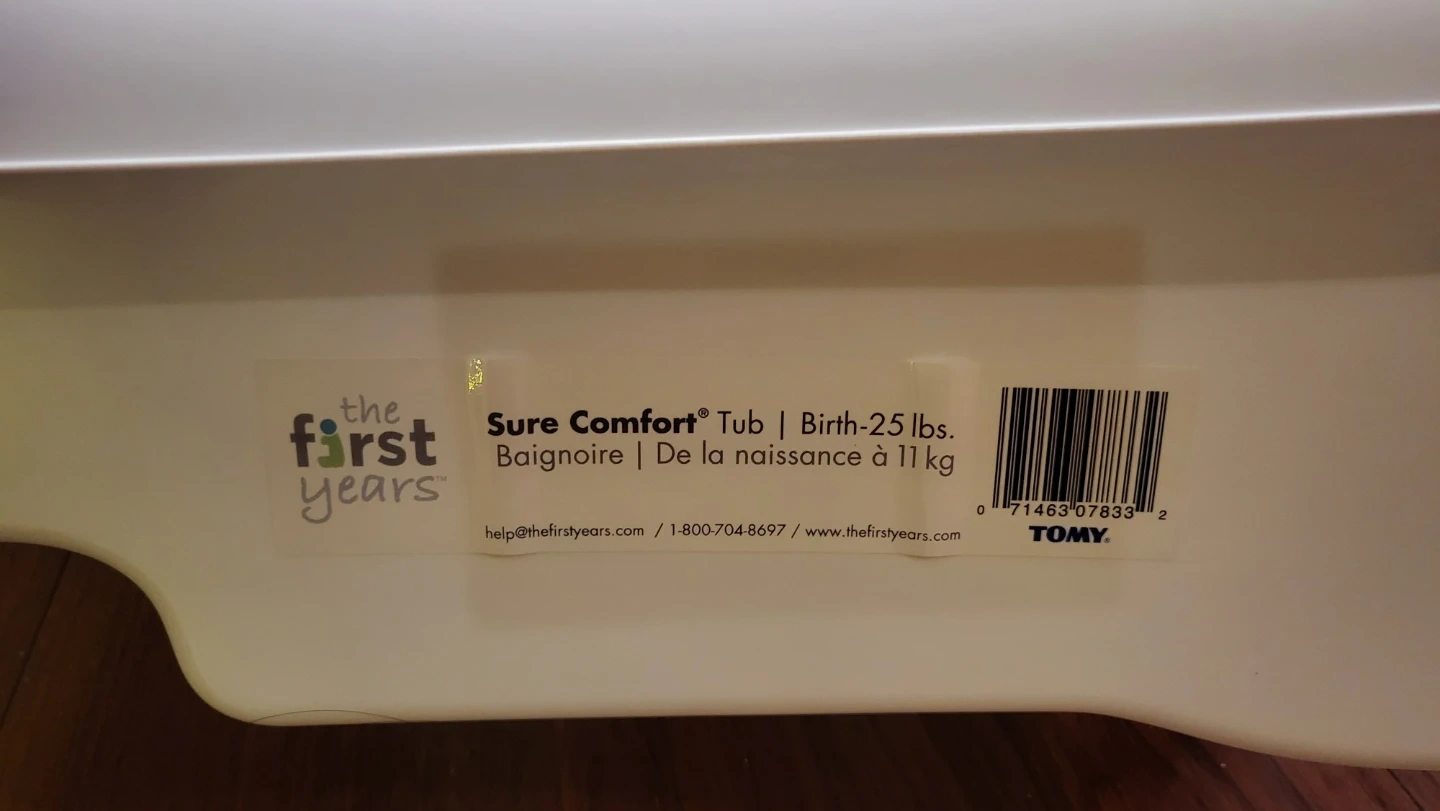 the
first
years™
Sure Comfort® Tub | Birth-25 lbs.
Baignoire | De la naissance à 11 kg
help@thefirstyears.com / 1-800-704-8697 / www.thefirstyears.com
0 71463 07833 2
TOMY®